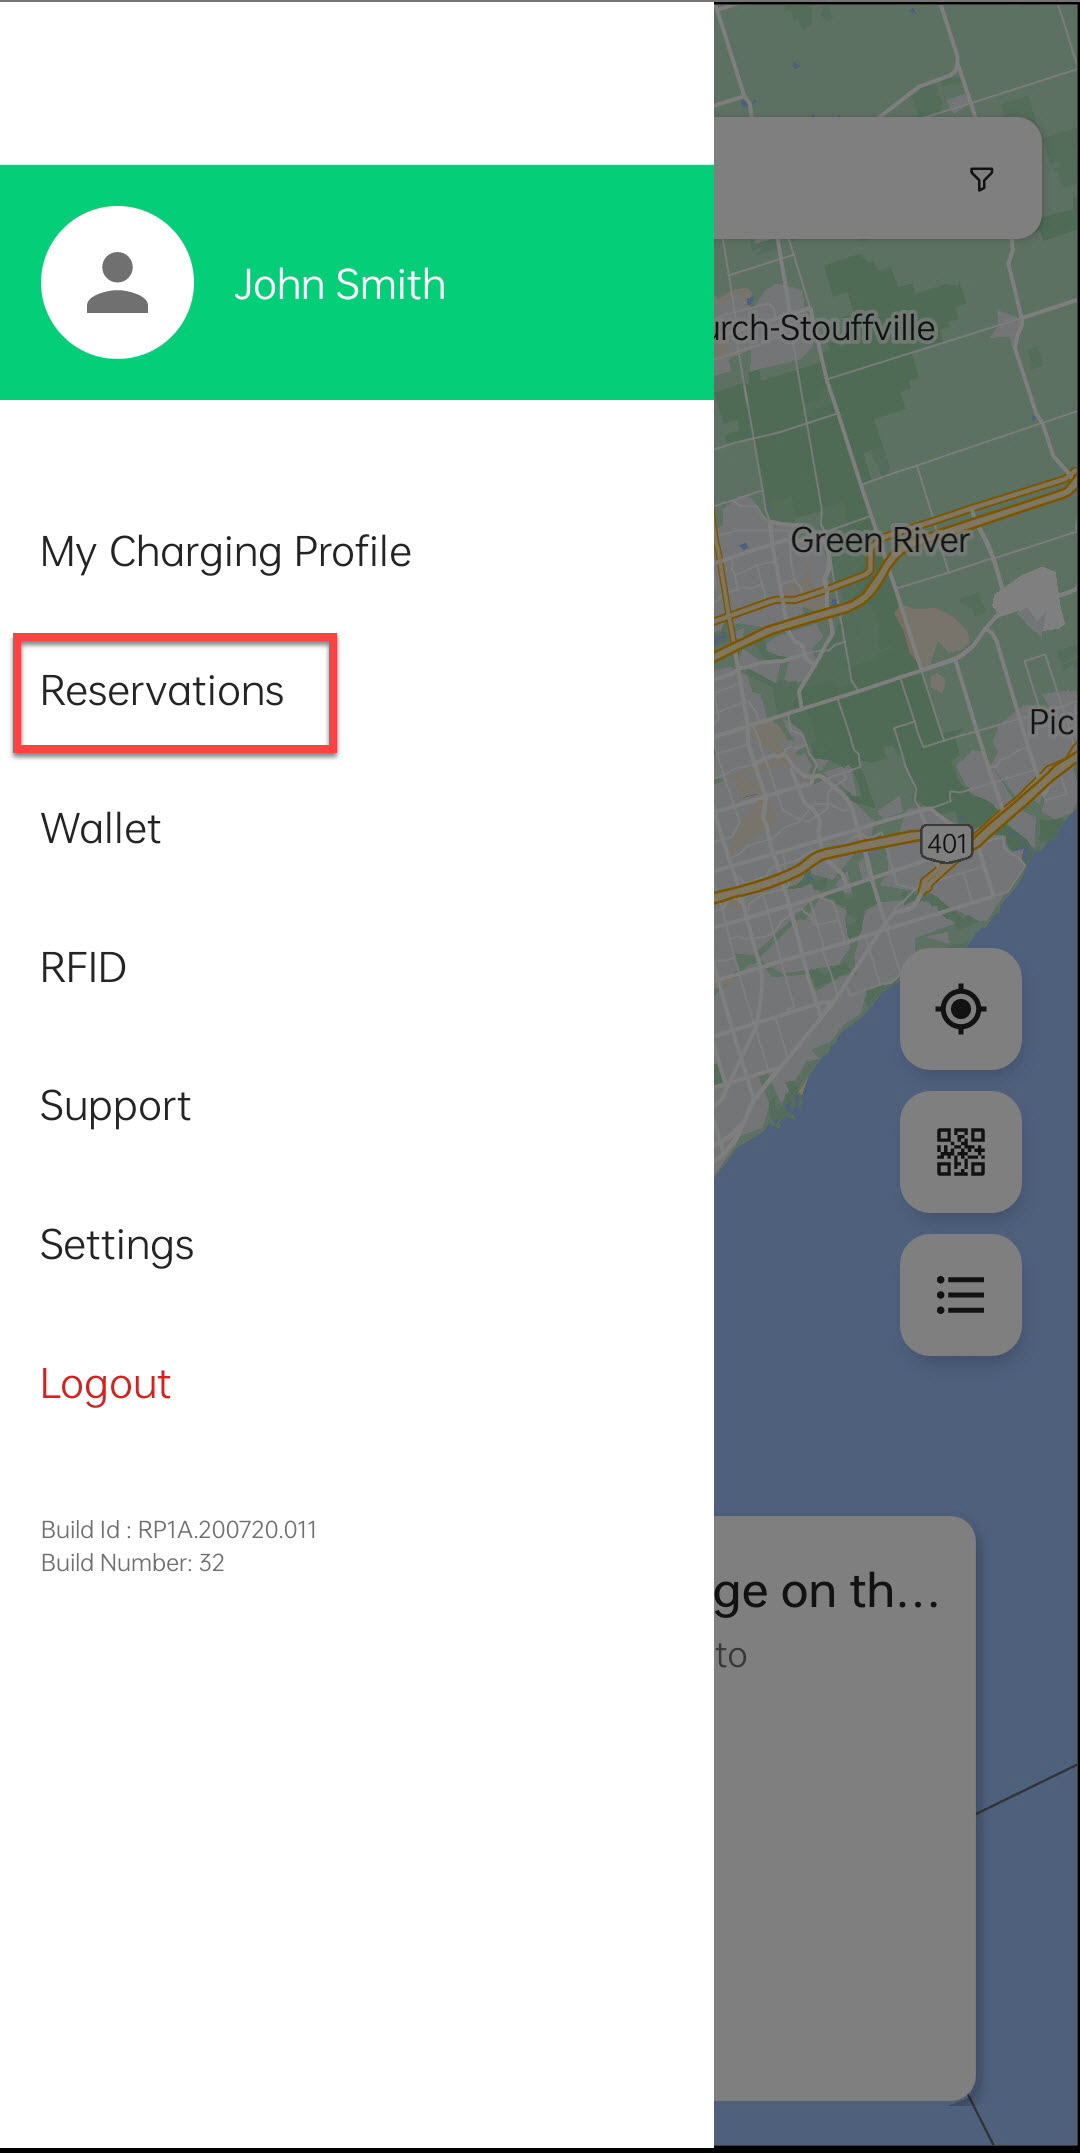 John Smith
My Charging Profile
Reservations
Wallet
RFID
Support
Settings
Logout
Build Id : RP1A.200720.011
Build Number: 32
urch-Stouffville
Green River
Pic
401
ge on th...
to